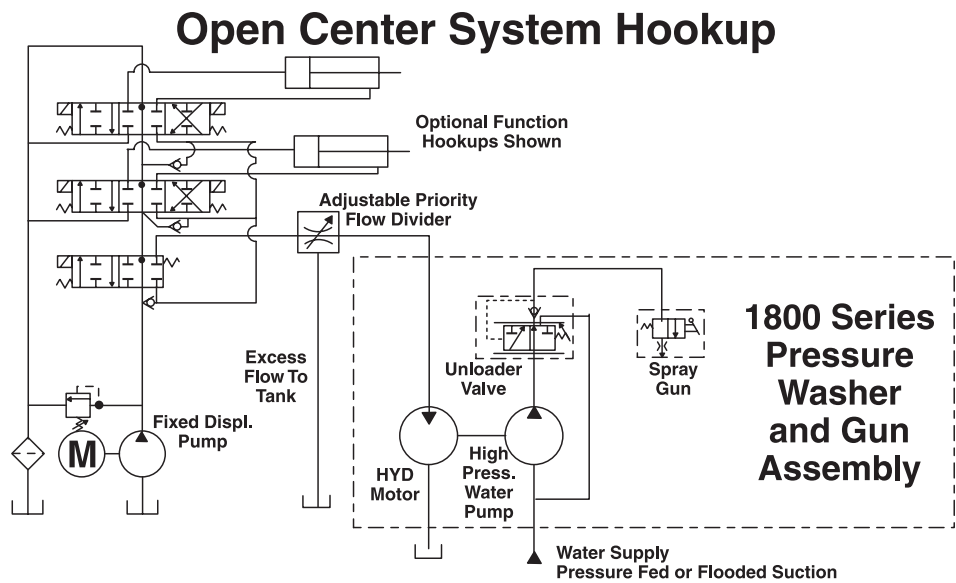 Open Center System Hookup
Optional Function
Hookups Shown
Adjustable Priority
Flow Divider
1800 Series
Pressure
Washer
and Gun
Assembly
Excess
Flow To
Tank
Unloader
Valve
Spray
Gun
Fixed Displ.
Pump
M
HYD
Motor
High
Press.
Water
Pump
Water Supply
Pressure Fed or Flooded Suction